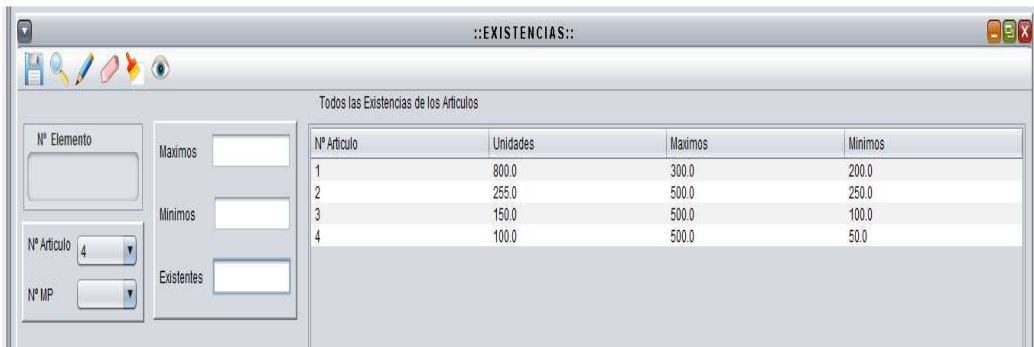 ::EXISTENCIAS::
Todos las Existencias de los Articulos
Nº Elemento
Maximos
Minimos
Nº Articulo 4
Existentes
Nº MP
Nº Articulo Unidades Maximos Minimos
1 800.0 300.0 200.0
2 255.0 500.0 250.0
3 150.0 500.0 100.0
4 100.0 500.0 50.0